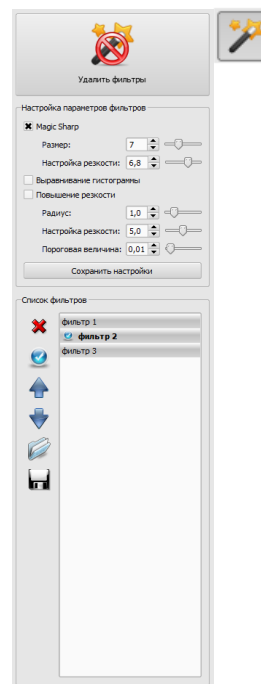 Удалить фильтры
Настройка параметров фильтров
Magic Sharp
Размер: 7
Настройка резкости: 6,8
Выравнивание гистограммы
Повышение резкости
Радиус: 1,0
Настройка резкости: 5,0
Пороговая величина: 0,01
Сохранить настройки
Список фильтров
фильтр 1
фильтр 2
фильтр 3